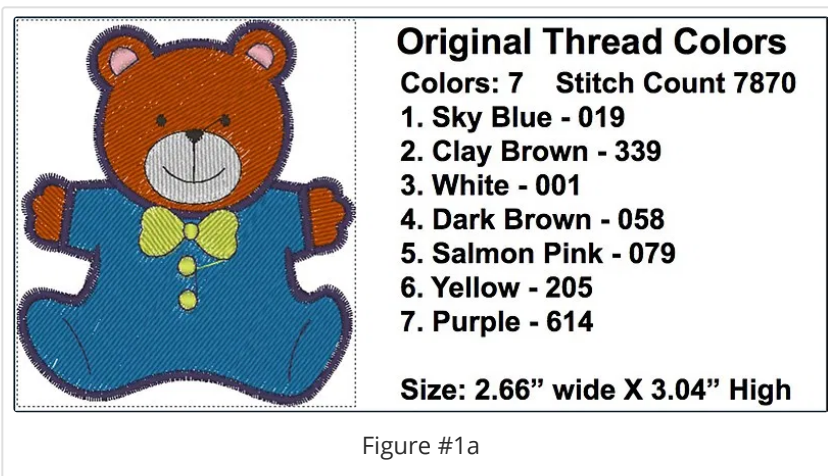 Original Thread Colors
Colors: 7 Stitch Count 7870
1. Sky Blue - 019
2. Clay Brown - 339
3. White - 001
4. Dark Brown - 058
5. Salmon Pink - 079
6. Yellow - 205
7. Purple - 614
Size: 2.66” wide X 3.04” High
Figure #1a